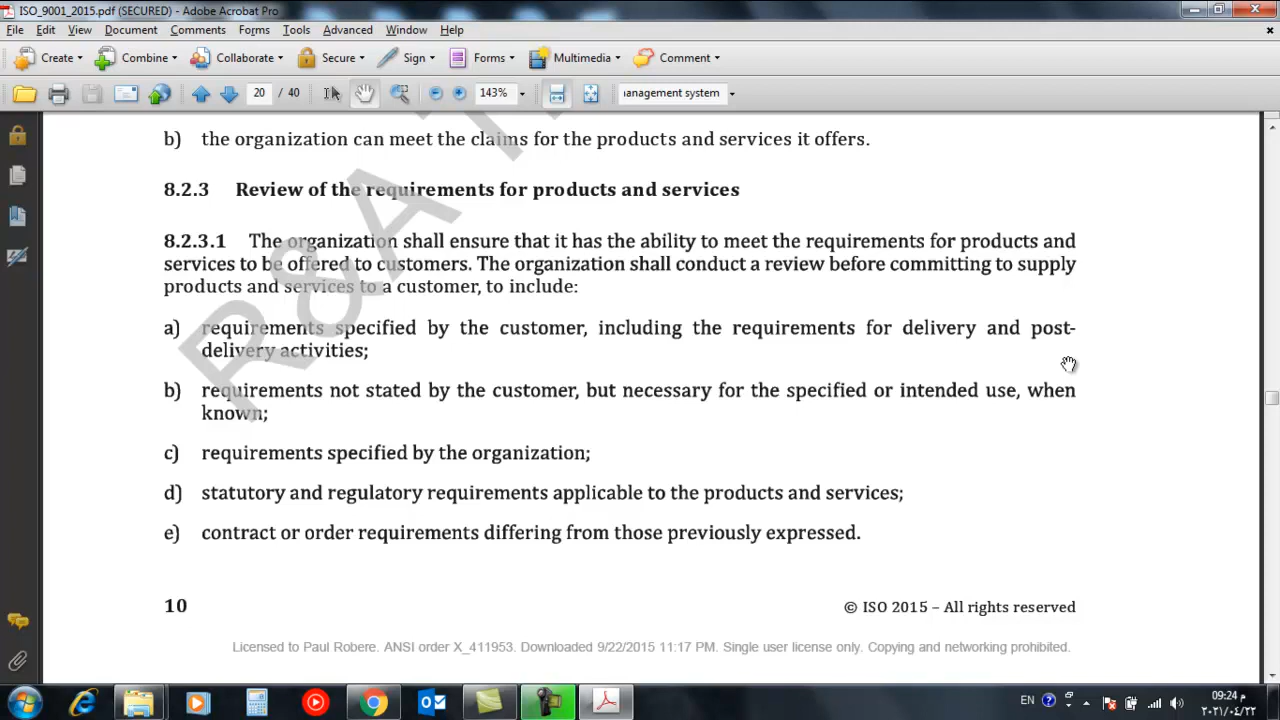 ISO_9001_2015.pdf (SECURED) - Adobe Acrobat Pro
File Edit View Document Comments Forms Tools Advanced Window Help
Create Combine Collaborate Secure Sign Forms Multimedia Comment
20 / 40 143% anagement system
b) the organization can meet the claims for the products and services it offers.
8.2.3 Review of the requirements for products and services
8.2.3.1 The organization shall ensure that it has the ability to meet the requirements for products and
services to be offered to customers. The organization shall conduct a review before committing to supply
products and services to a customer, to include:
a) requirements specified by the customer, including the requirements for delivery and post-
delivery activities;
b) requirements not stated by the customer, but necessary for the specified or intended use, when
known;
c) requirements specified by the organization;
d) statutory and regulatory requirements applicable to the products and services;
e) contract or order requirements differing from those previously expressed.
R&A T
10
© ISO 2015 – All rights reserved
Licensed to Paul Robere. ANSI order X_411953. Downloaded 9/22/2015 11:17 PM. Single user license only. Copying and networking prohibited.
EN
09:24 م
٢٠٢١/٠٤/٢٢